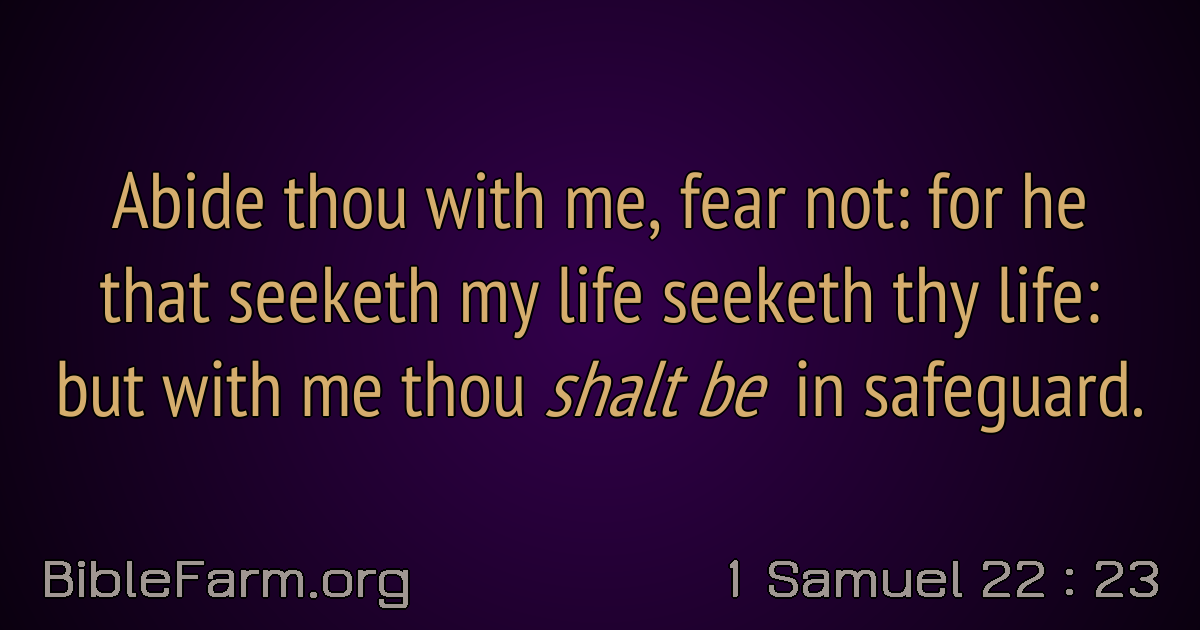 Abide thou with me, fear not: for he
that seeketh my life seeketh thy life:
but with me thou shalt be in safeguard.
BibleFarm.org
1 Samuel 22 : 23